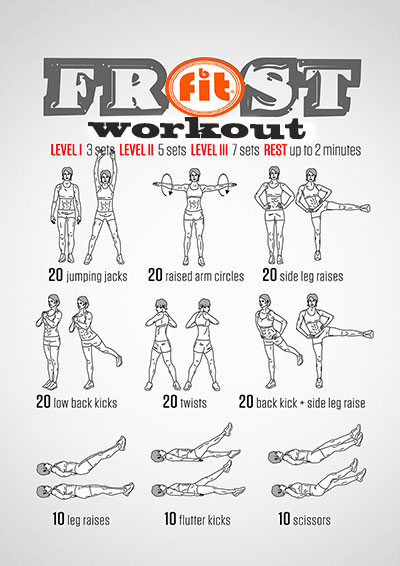 FROST
b
fit
workout
LEVEL I 3 sets LEVEL II 5 sets LEVEL III 7 sets REST up to 2 minutes
20 jumping jacks 20 raised arm circles 20 side leg raises
20 low back kicks 20 twists 20 back kick + side leg raise
10 leg raises 10 flutter kicks 10 scissors